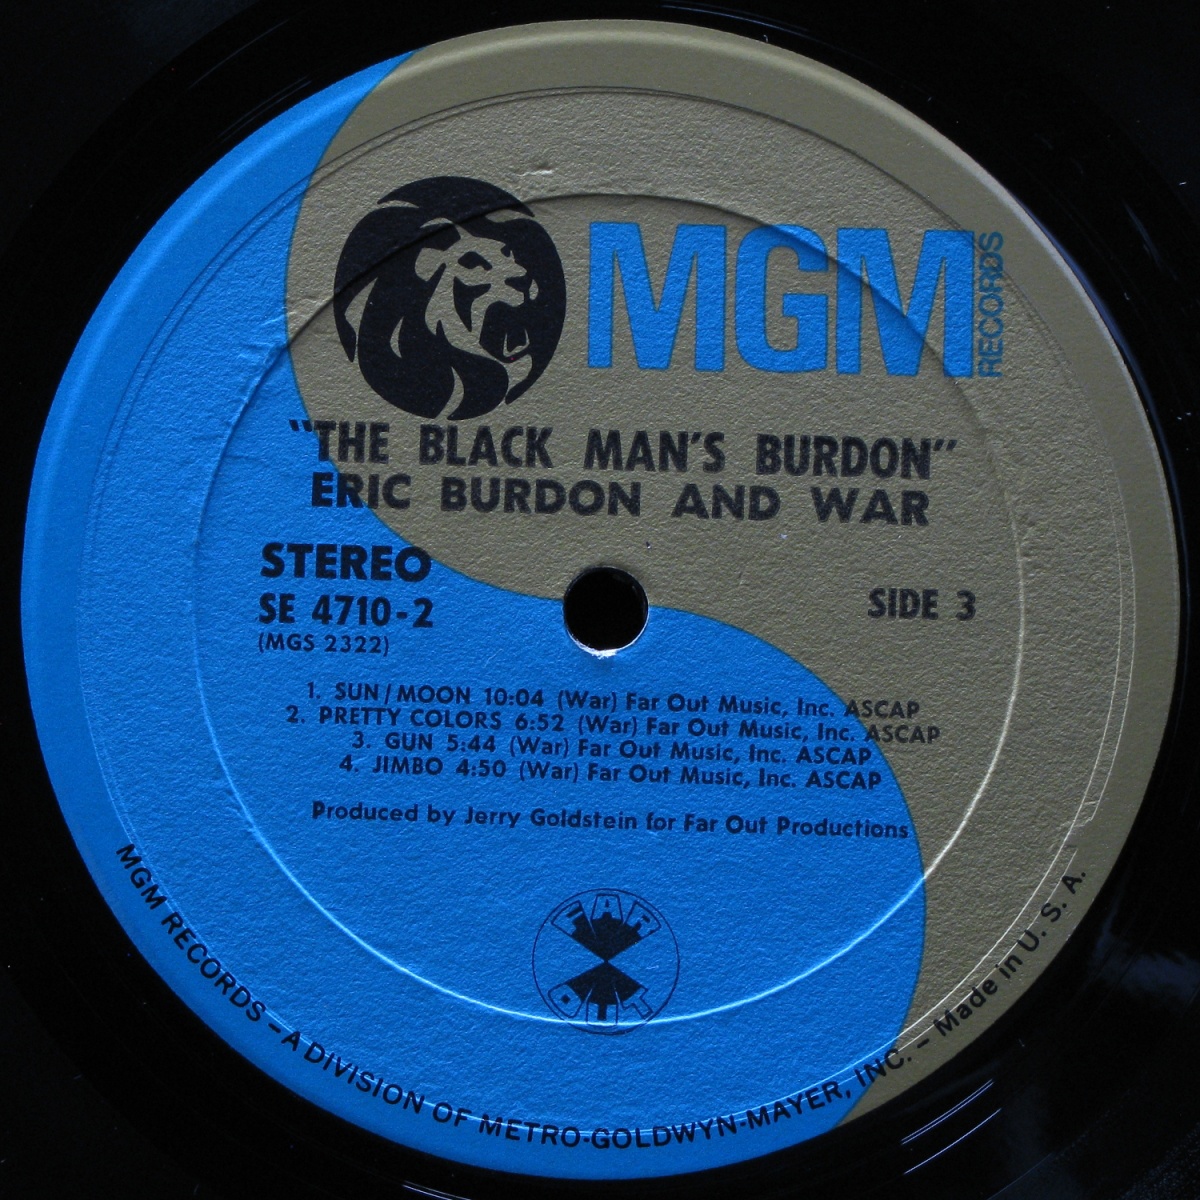 MGM
RECORDS
"THE BLACK MAN'S BURDON"
ERIC BURDON AND WAR
STEREO
SE 4710-2
(MGS 2322)
SIDE 3
1. SUN/MOON 10:04 (War) Far Out Music, Inc. ASCAP
2. PRETTY COLORS 6:52 (War) Far Out Music, Inc. ASCAP
3. GUN 5:44 (War) Far Out Music, Inc. ASCAP
4. JIMBO 4:50 (War) Far Out Music, Inc. ASCAP
Produced by Jerry Goldstein for Far Out Productions
FAR
OUT
MGM RECORDS – A DIVISION OF METRO-GOLDWYN-MAYER, INC. – Made in U. S. A.